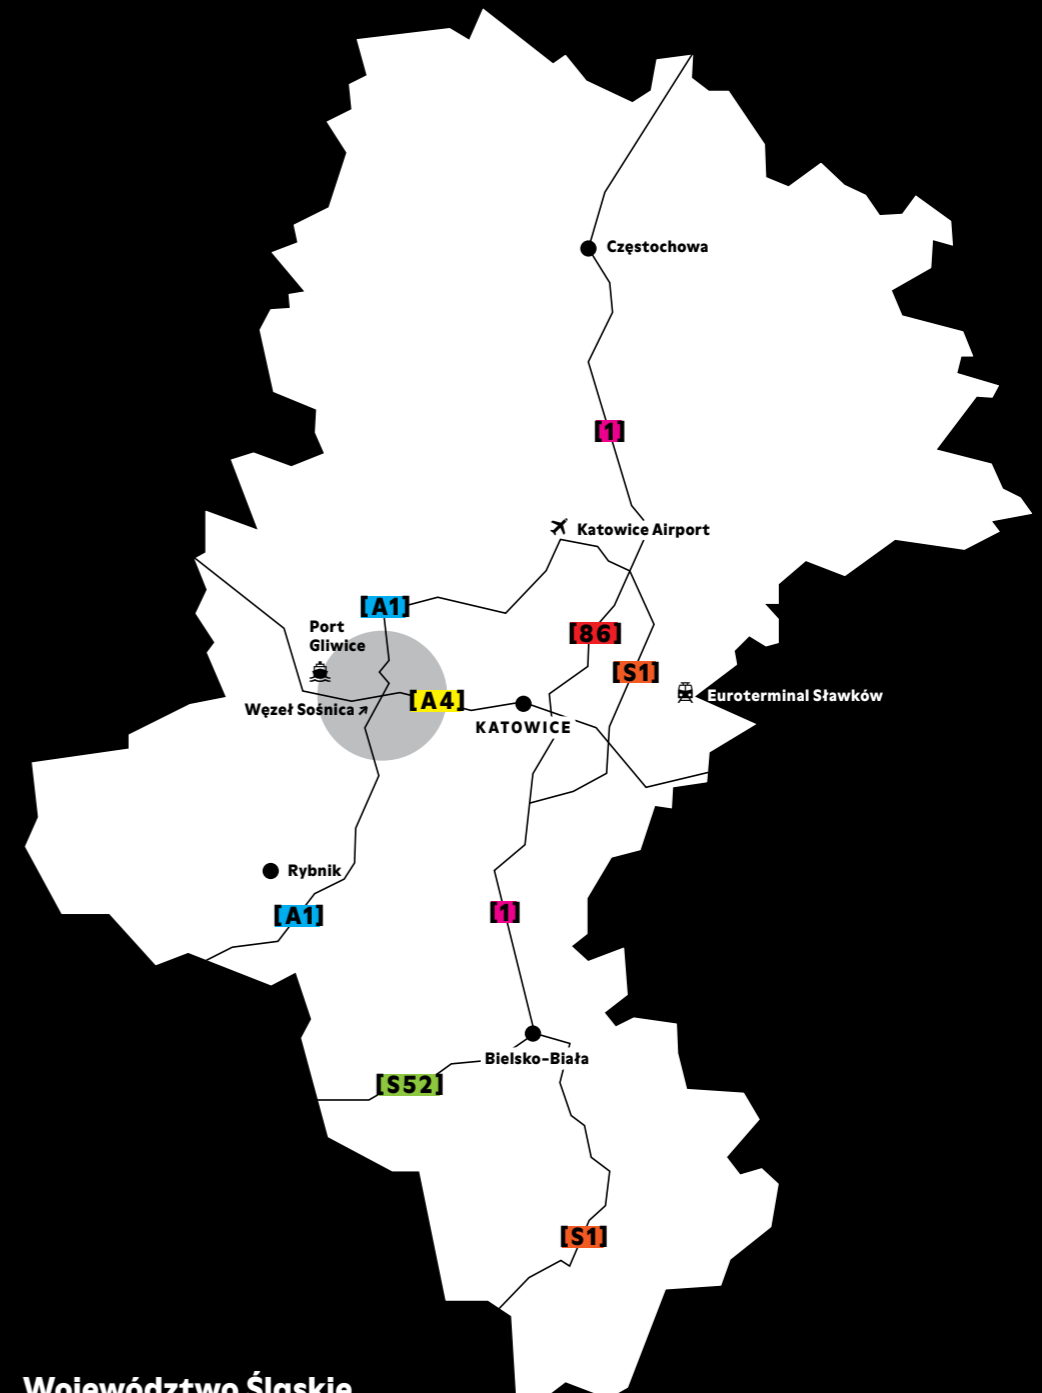 Częstochowa
[1]
Katowice Airport
[A1]
Port
Gliwice
[86]
[S1]
[A4]
Euroterminal Sławków
Węzeł Sośnica ↗
KATOWICE
Rybnik
[A1]
[1]
Bielsko-Biała
[S52]
[S1]
Województwo Śląskie